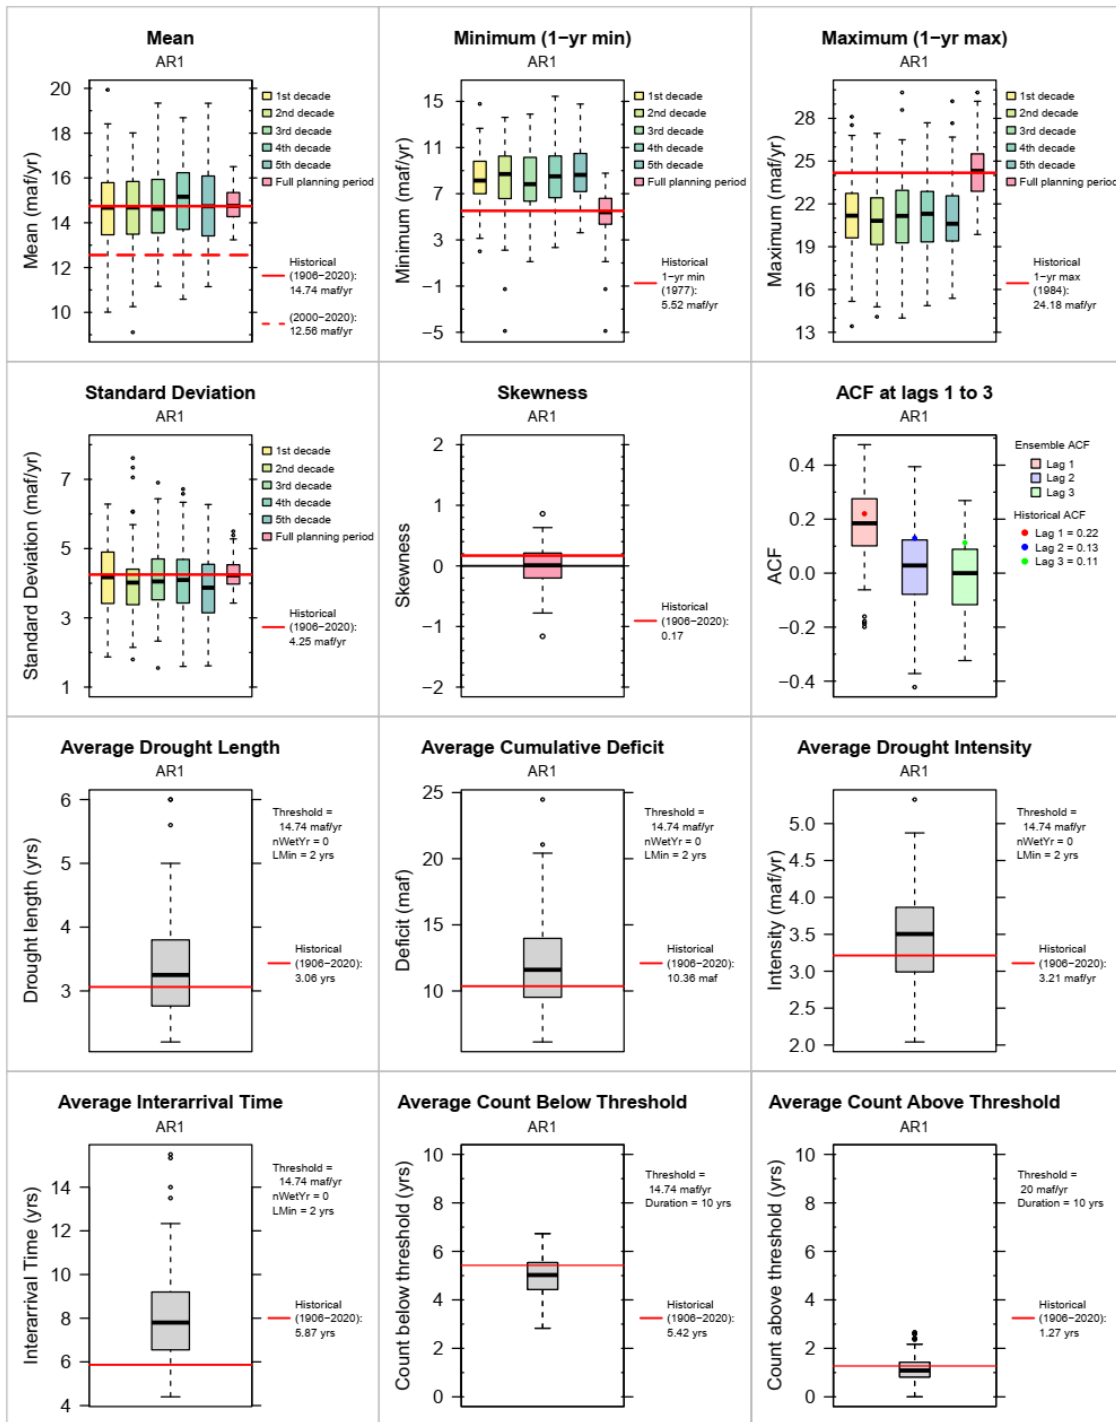 Mean
AR1
Mean (maf/yr)
20
18
16
14
12
10
1st decade
2nd decade
3rd decade
4th decade
5th decade
Full planning period
Historical
(1906−2020):
14.74 maf/yr
(2000−2020):
12.56 maf/yr
Minimum (1−yr min)
AR1
Minimum (maf/yr)
15
11
7
3
−1
−5
1st decade
2nd decade
3rd decade
4th decade
5th decade
Full planning period
Historical
1−yr min
(1977):
5.52 maf/yr
Maximum (1−yr max)
AR1
Maximum (maf/yr)
28
25
22
19
16
13
1st decade
2nd decade
3rd decade
4th decade
5th decade
Full planning period
Historical
1−yr max
(1984):
24.18 maf/yr
Standard Deviation
AR1
Standard Deviation (maf/yr)
7
5
3
1
1st decade
2nd decade
3rd decade
4th decade
5th decade
Full planning period
Historical
(1906−2020):
4.25 maf/yr
Skewness
AR1
Skewness
2
1
0
−1
−2
Historical
(1906−2020):
0.17
ACF at lags 1 to 3
AR1
ACF
0.4
0.2
0.0
−0.2
−0.4
Ensemble ACF
Lag 1
Lag 2
Lag 3
Historical ACF
Lag 1 = 0.22
Lag 2 = 0.13
Lag 3 = 0.11
Average Drought Length
AR1
Drought length (yrs)
6
5
4
3
Threshold =
14.74 maf/yr
nWetYr = 0
LMin = 2 yrs
Historical
(1906−2020):
3.06 yrs
Average Cumulative Deficit
AR1
Deficit (maf)
25
20
15
10
Threshold =
14.74 maf/yr
nWetYr = 0
LMin = 2 yrs
Historical
(1906−2020):
10.36 maf
Average Drought Intensity
AR1
Intensity (maf/yr)
5.0
4.5
4.0
3.5
3.0
2.5
2.0
Threshold =
14.74 maf/yr
nWetYr = 0
LMin = 2 yrs
Historical
(1906−2020):
3.21 maf/yr
Average Interarrival Time
AR1
Interarrival Time (yrs)
14
12
10
8
6
4
Threshold =
14.74 maf/yr
nWetYr = 0
LMin = 2 yrs
Historical
(1906−2020):
5.87 yrs
Average Count Below Threshold
AR1
Count below threshold (yrs)
10
8
6
4
2
0
Threshold =
14.74 maf/yr
Duration = 10 yrs
Historical
(1906−2020):
5.42 yrs
Average Count Above Threshold
AR1
Count above threshold (yrs)
10
8
6
4
2
0
Threshold =
20 maf/yr
Duration = 10 yrs
Historical
(1906−2020):
1.27 yrs